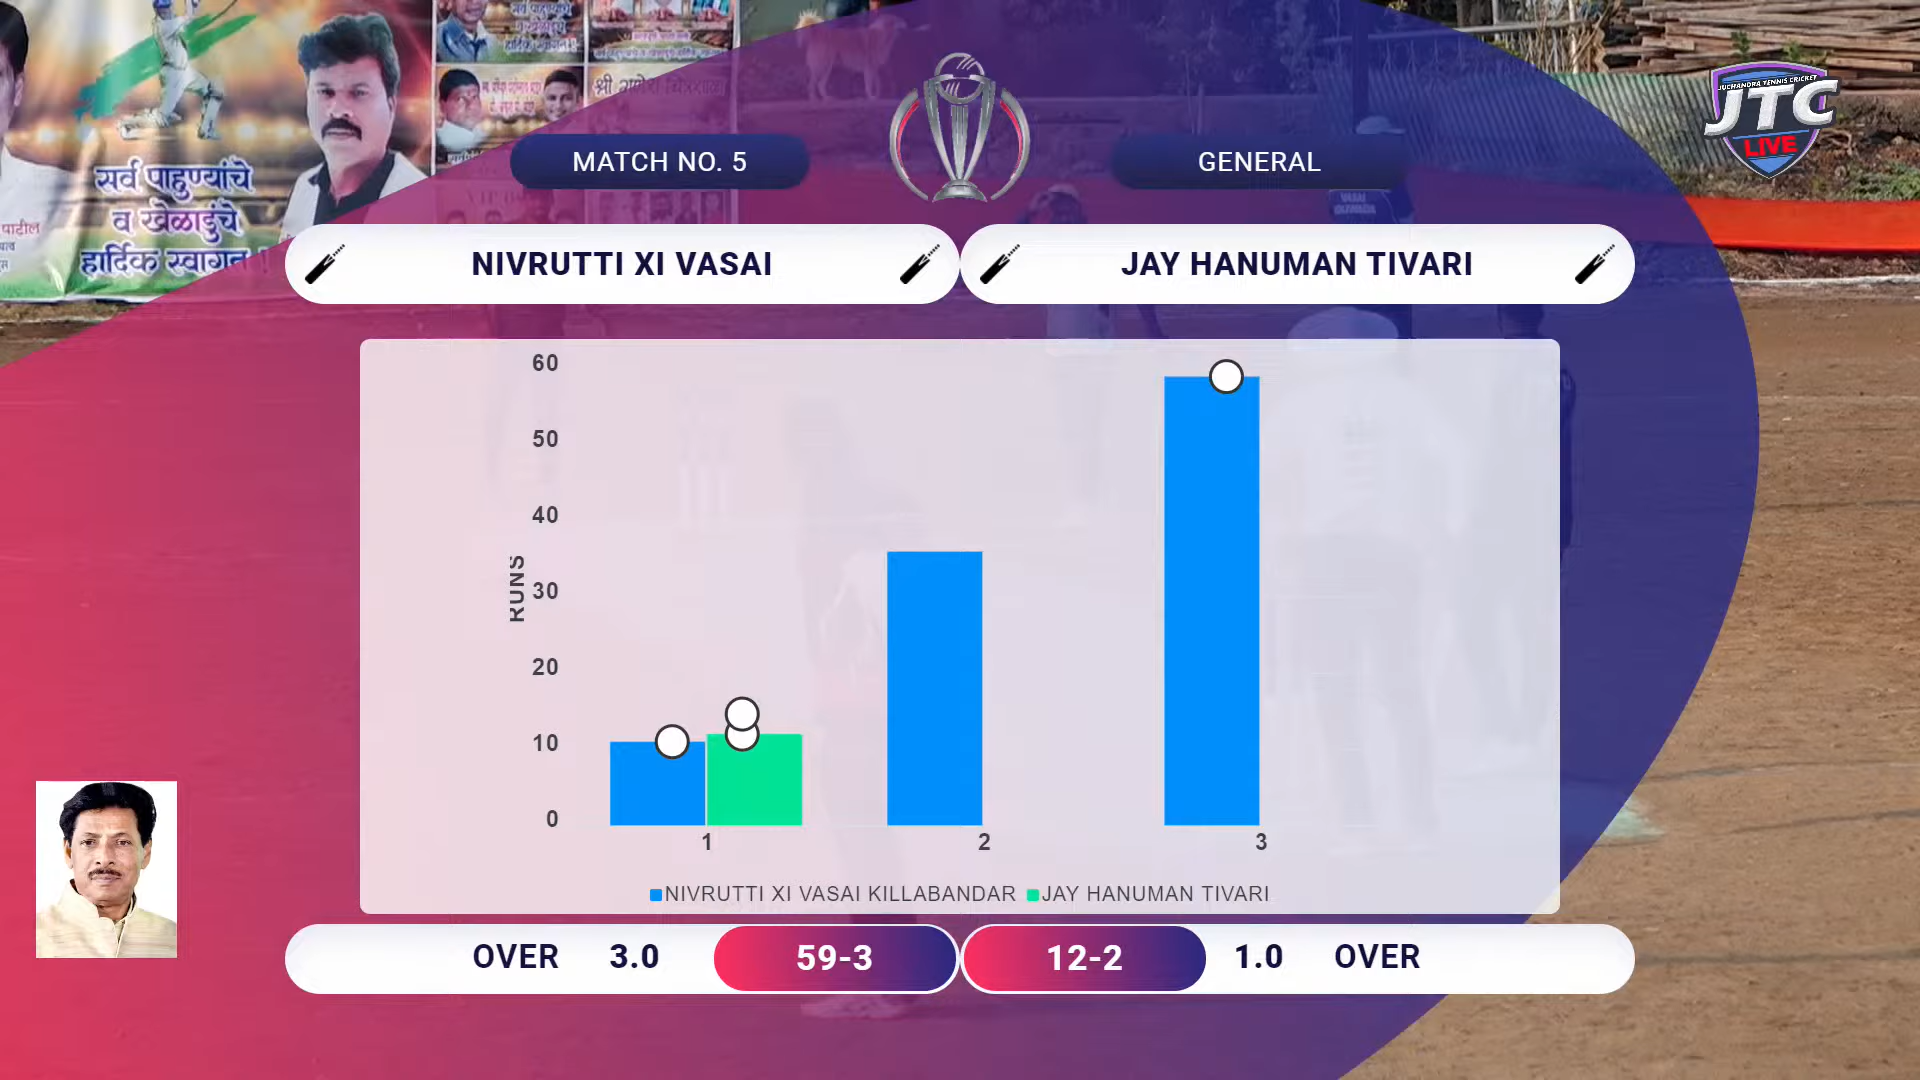 सर्व पाहुण्यांचे
व खेळाडुंचे
हार्दिक स्वागत !
पाटील
JUCHANDRA TENNIS CRICKET
JTC
LIVE
MATCH NO. 5
GENERAL
NIVRUTTI XI VASAI
JAY HANUMAN TIVARI
RUNS
60
50
40
30
20
10
0
1
2
3
NIVRUTTI XI VASAI KILLABANDAR
JAY HANUMAN TIVARI
OVER 3.0 59-3
12-2 1.0 OVER